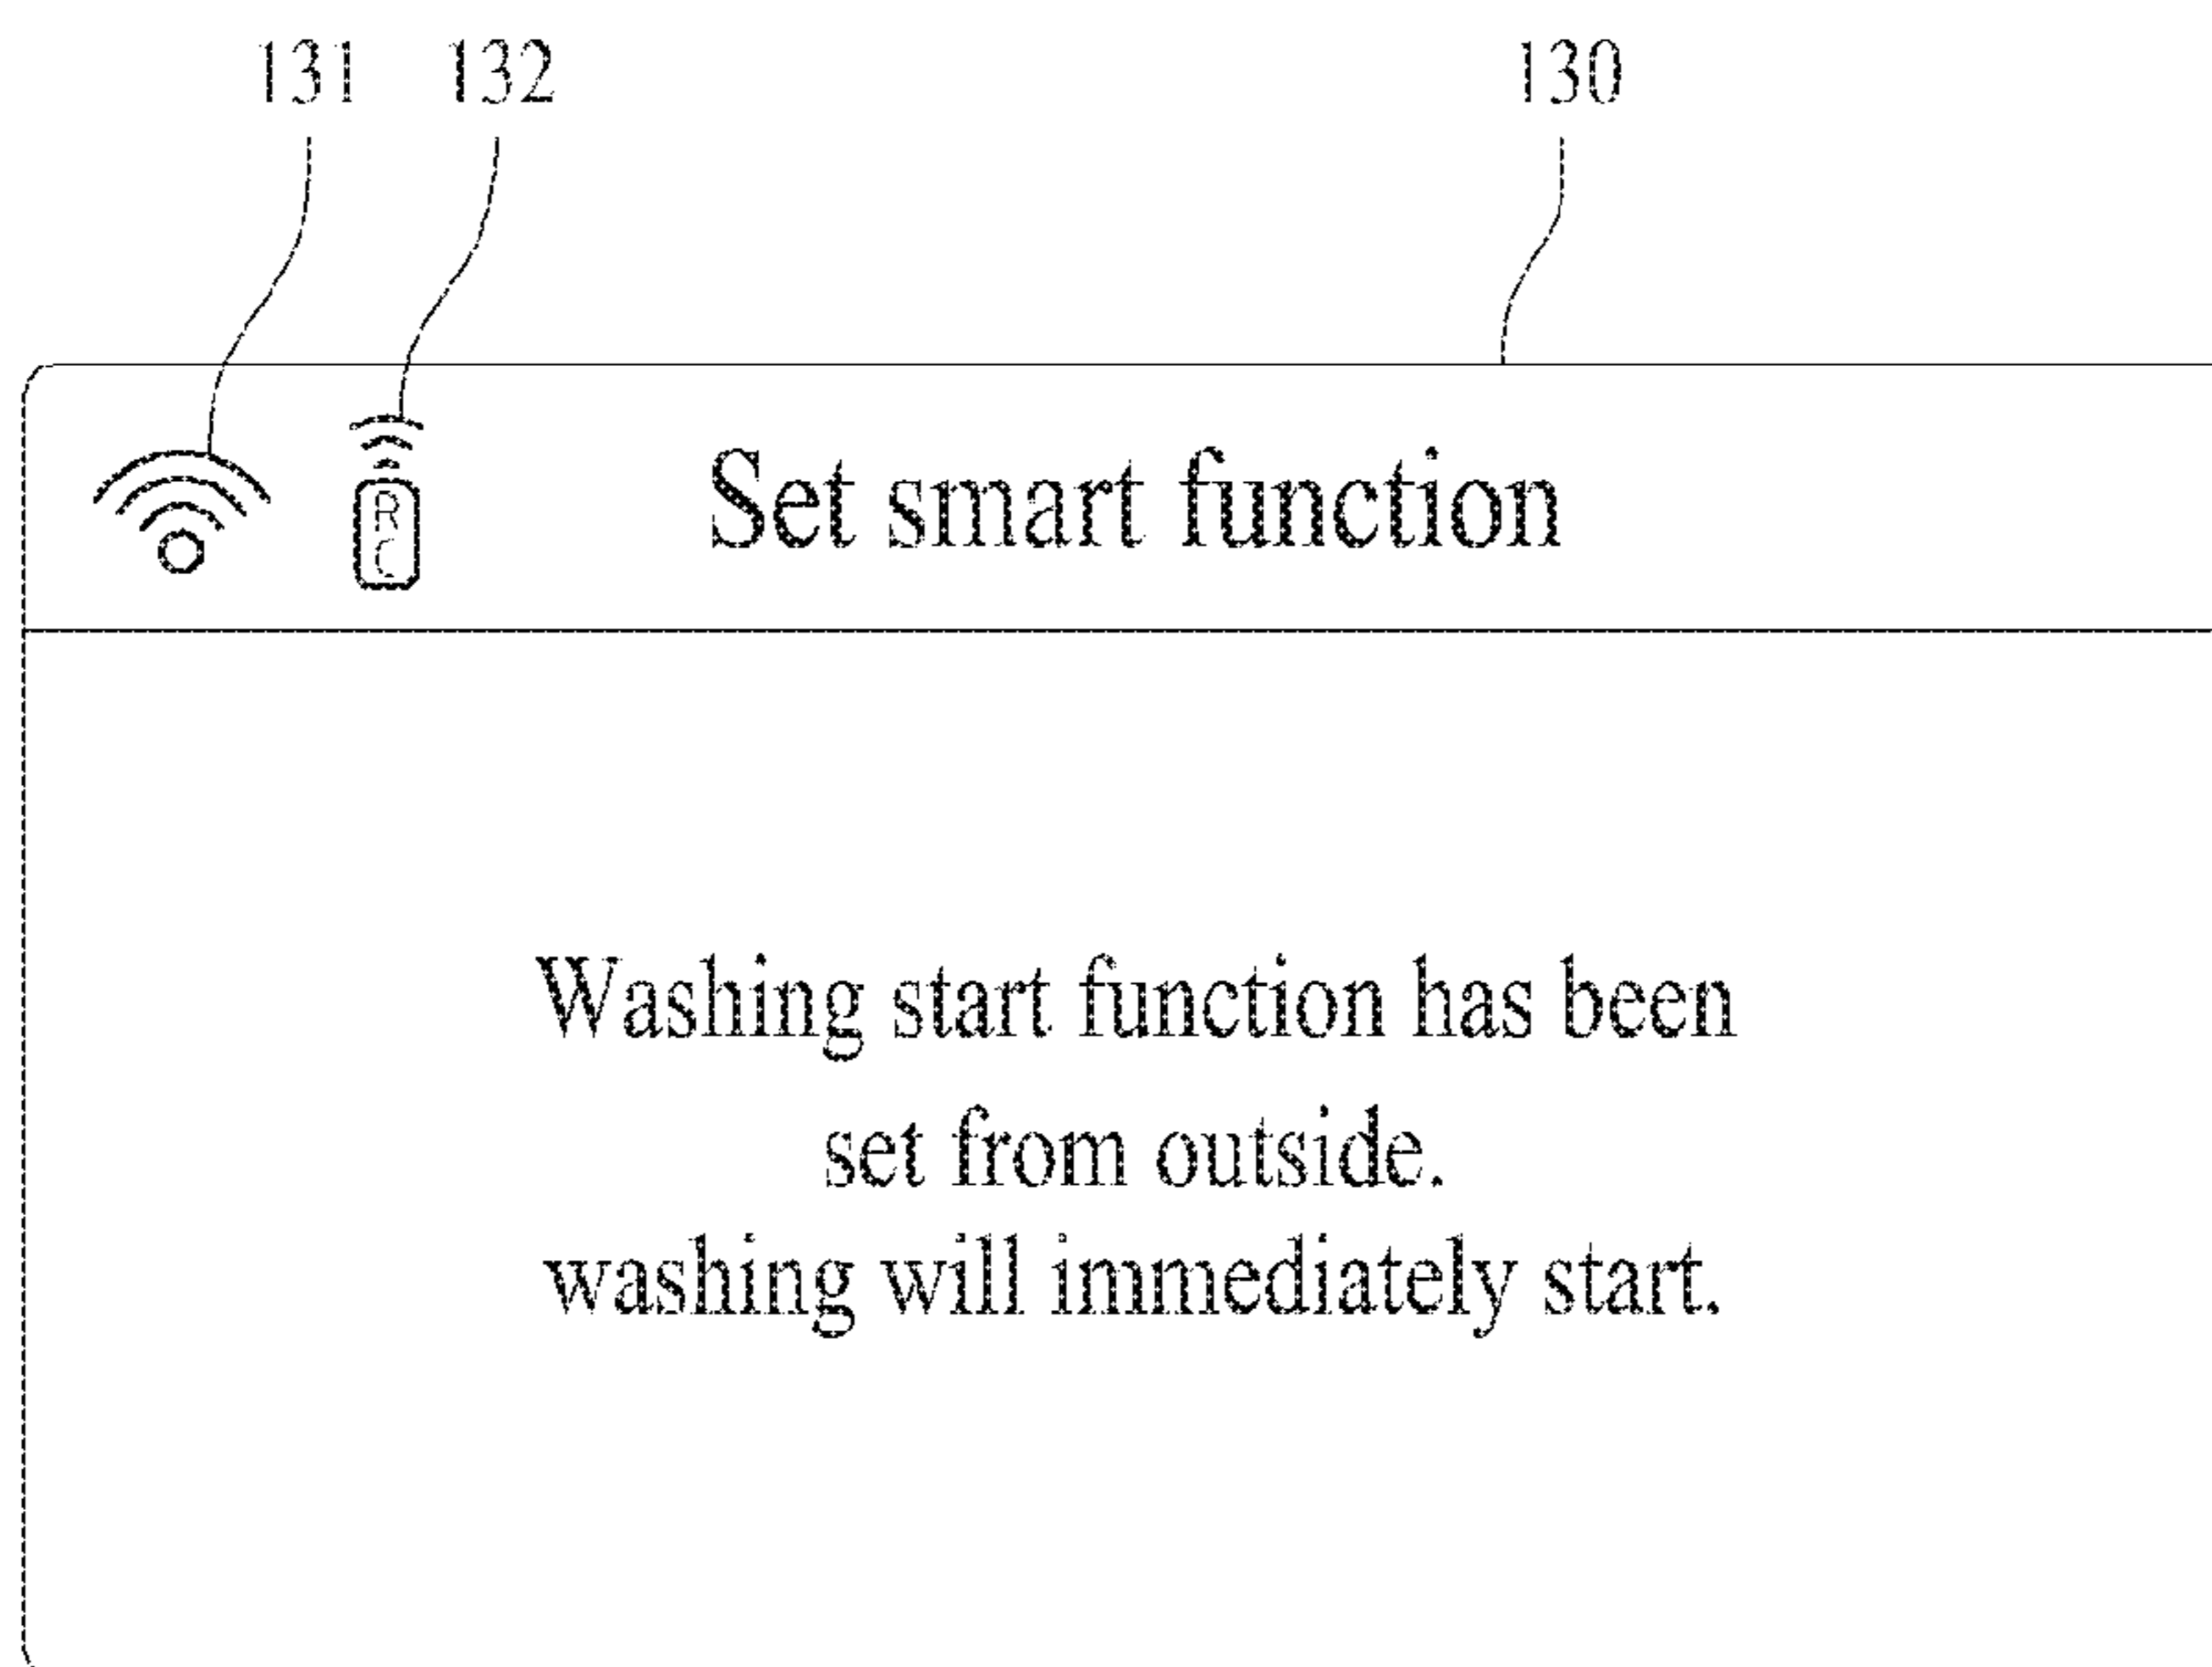 131 132 130
RC
Set smart function
Washing start function has been
set from outside.
washing will immediately start.